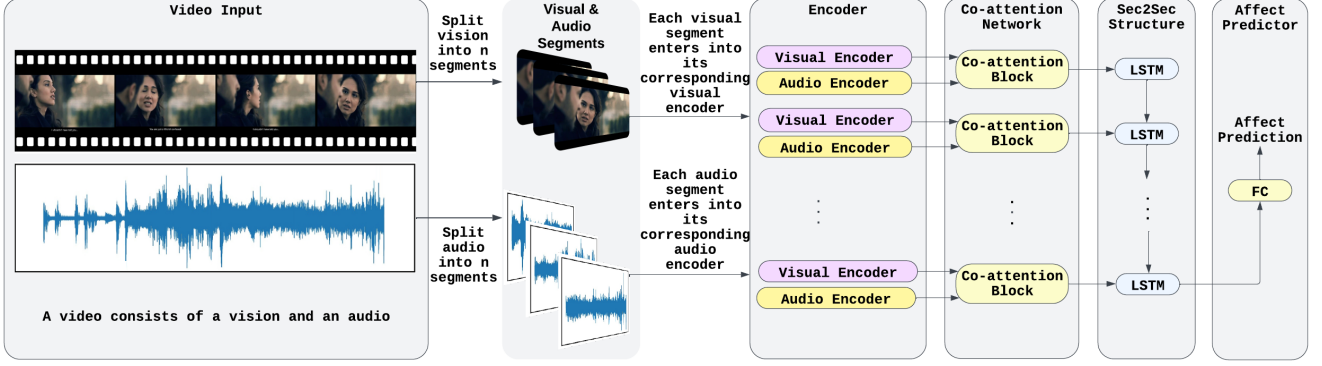 Video Input
A video consists of a vision and an audio
Split
vision
into n
segments
Split
audio
into n
segments
Visual &
Audio
Segments
Each visual
segment
enters into
its
corresponding
visual
encoder
Each audio
segment
enters into
its
corresponding
audio
encoder
Encoder
Visual Encoder
Audio Encoder
Visual Encoder
Audio Encoder
Visual Encoder
Audio Encoder
Co-attention
Network
Co-attention
Block
Co-attention
Block
Co-attention
Block
Sec2Sec
Structure
LSTM
LSTM
LSTM
Affect
Predictor
Affect
Prediction
FC